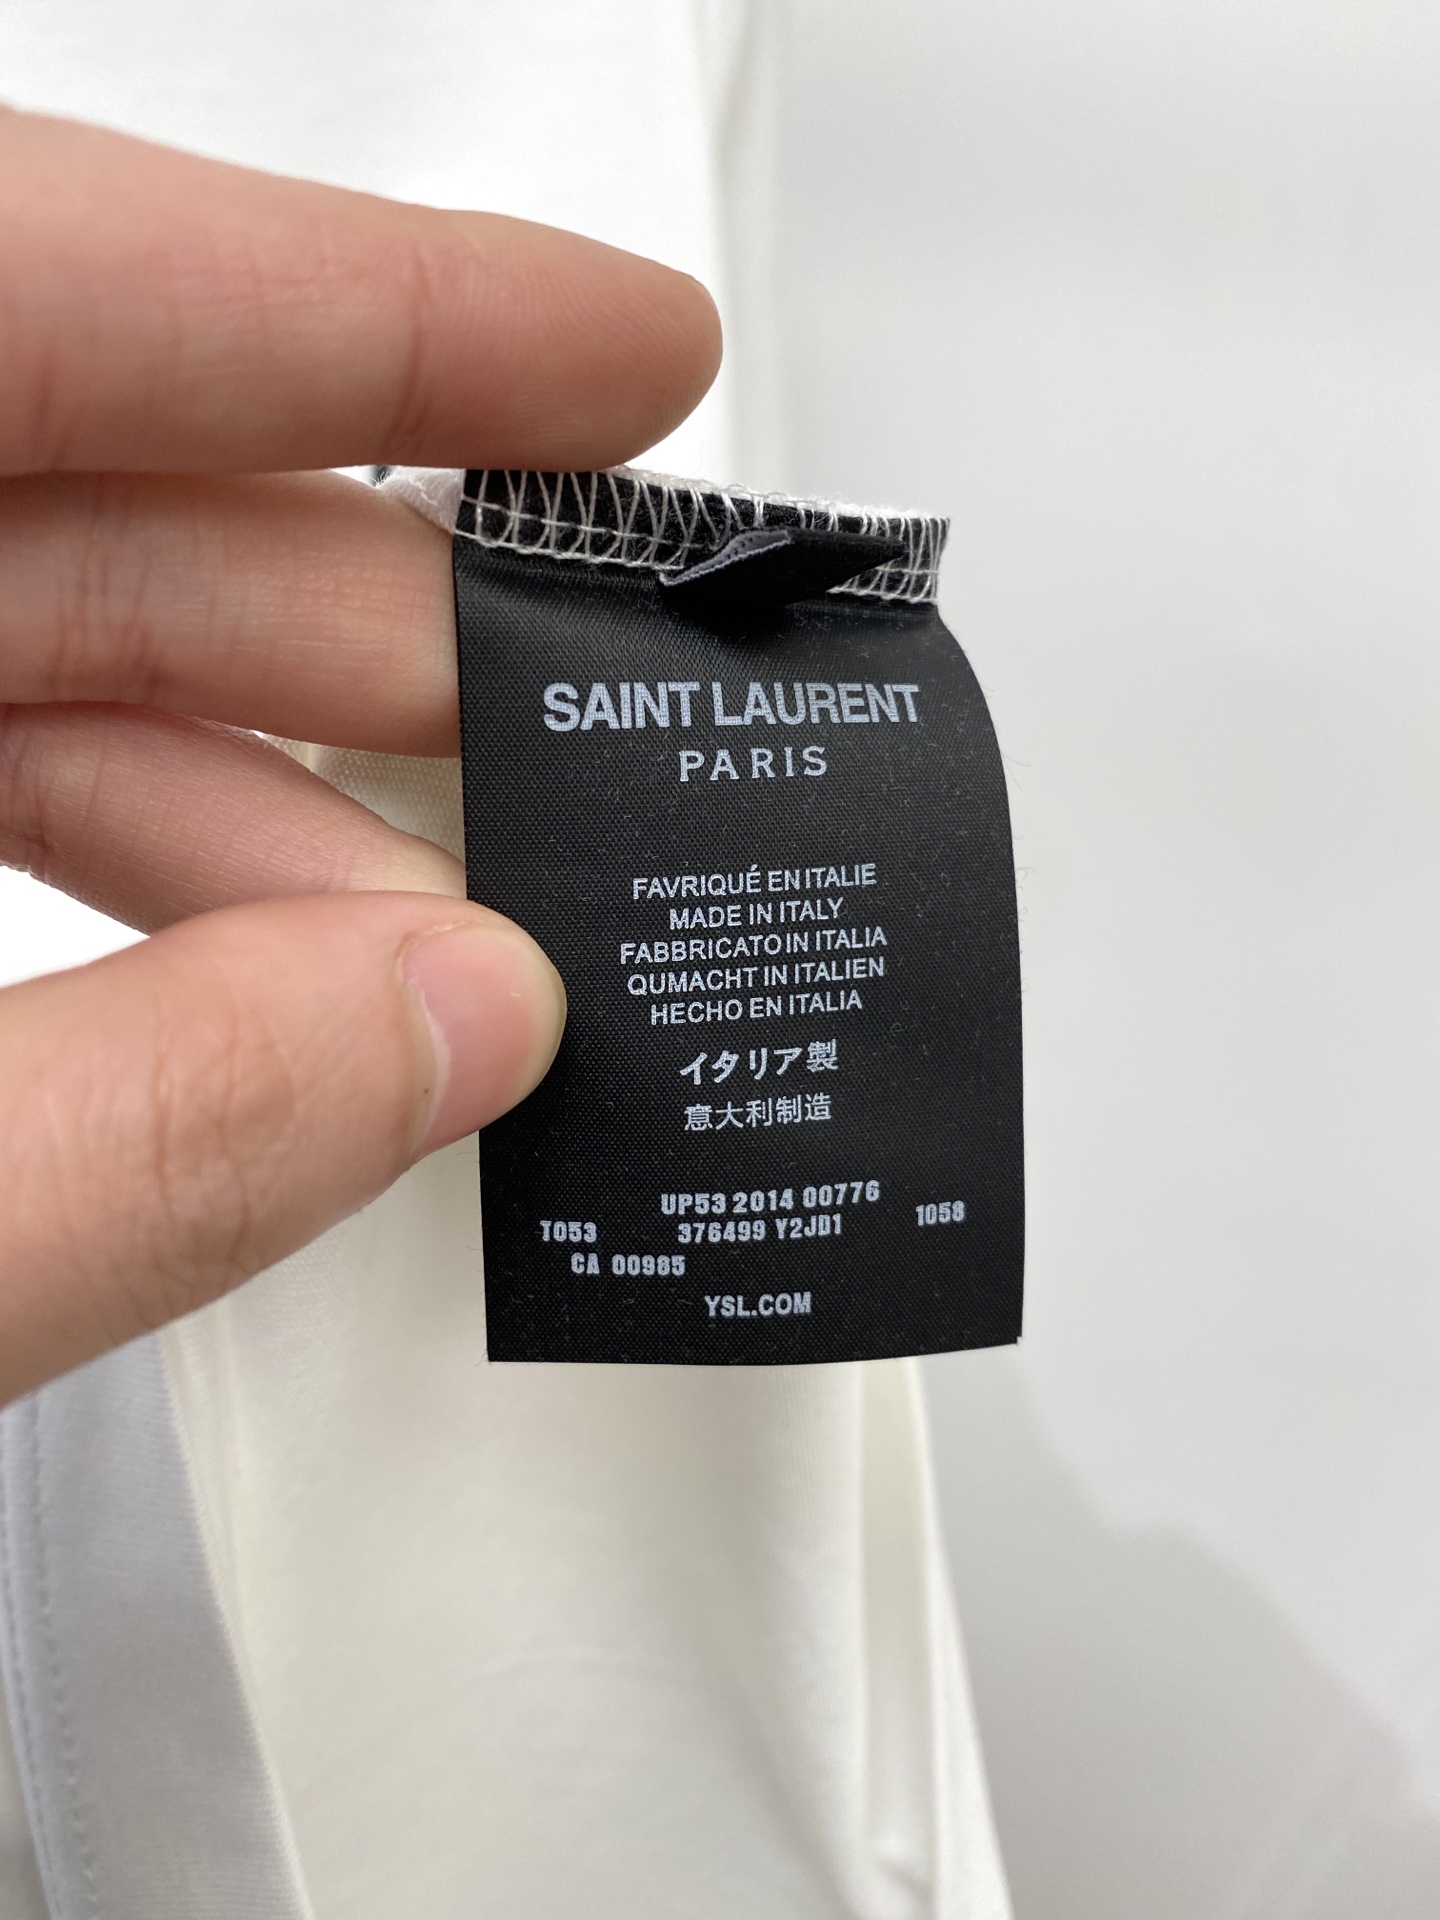 SAINT LAURENT
PARIS
FAVRIQUÉ EN ITALIE
MADE IN ITALY
FABBRICATO IN ITALIA
QUMACHT IN ITALIEN
HECHO EN ITALIA
イタリア製
意大利制造
UP53 2014 00776
T053 376499 Y2JD1 1058
CA 00985
YSL.COM